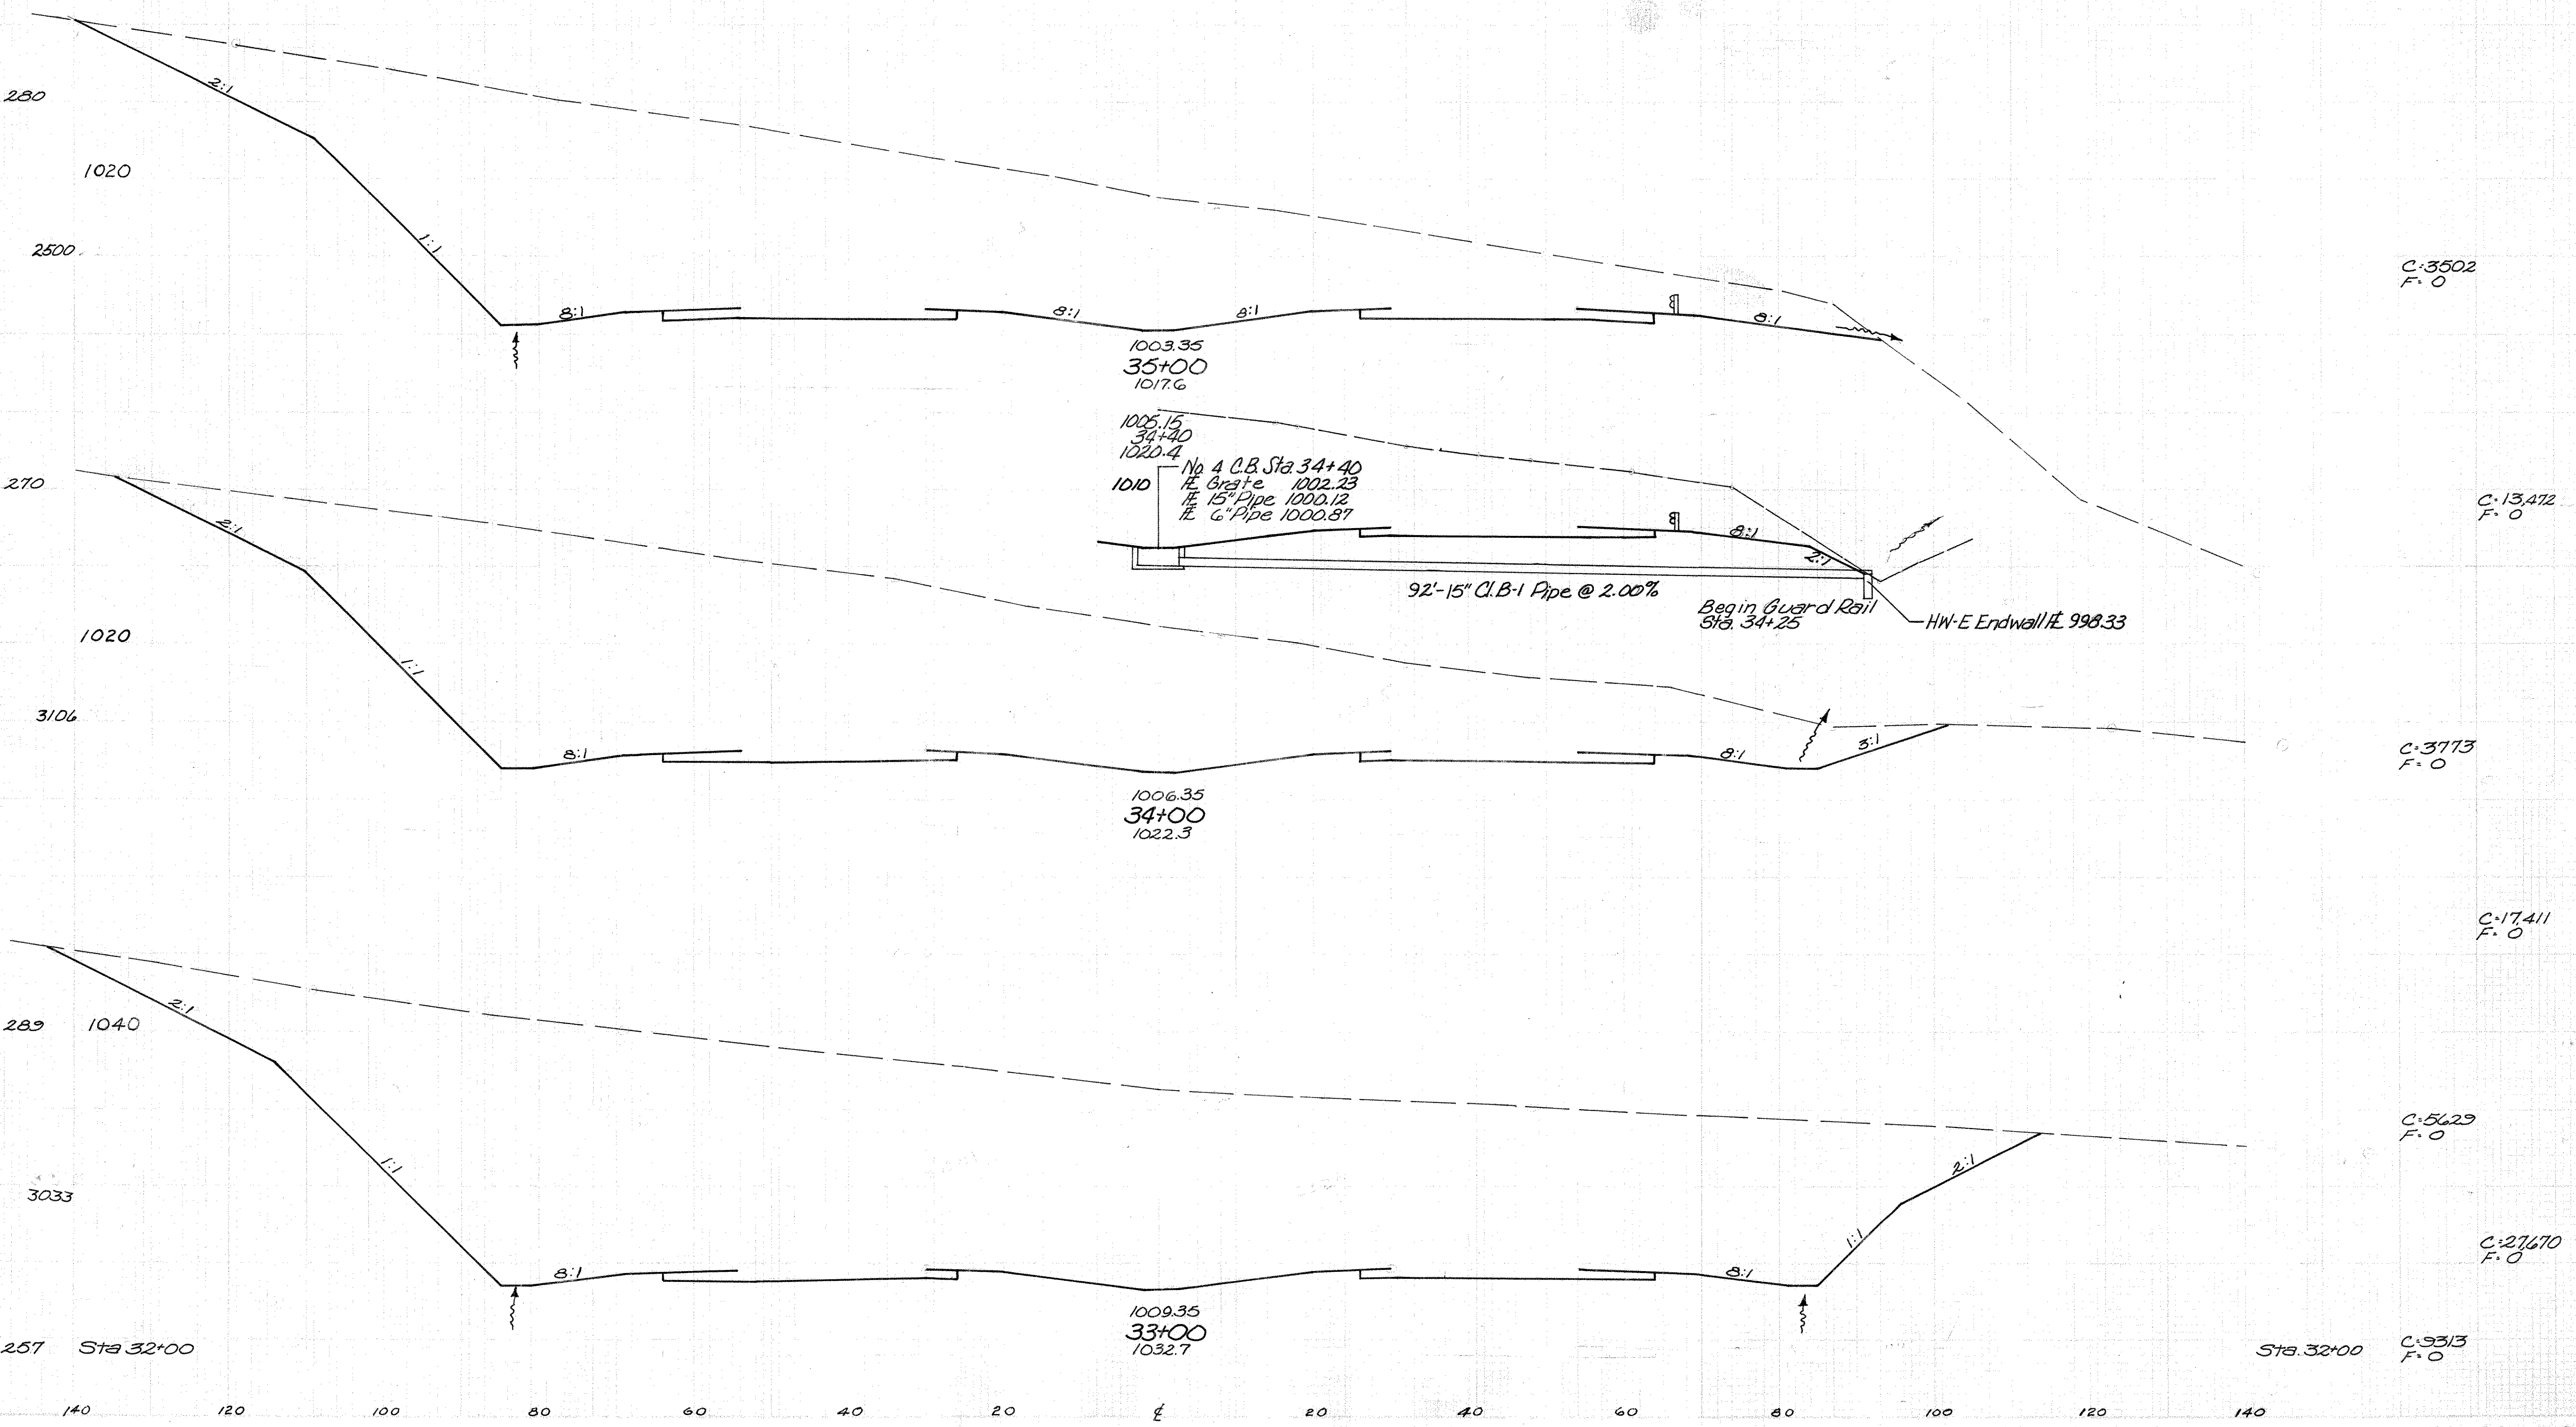 2:1
280
1020
1:1
2500
C=3502
F= 0
8:1
8:1
8:1
8:1
1003.35
35+00
1017.6
1005.15
34+40
1020.4
No 4 C.B. Sta. 34+40
FL Grate 1002.23
FL 15" Pipe 1000.12
FL 6" Pipe 1000.87
1010
270
C=13,472
F= 0
2:1
8:1
2:1
92'-15" Cl. B-1 Pipe @ 2.00%
Begin Guard Rail
Sta. 34+25
HW-E Endwall FL 998.33
1020
1:1
3106
8:1
8:1
3:1
C=3773
F= 0
1006.35
34+00
1022.3
C=17,411
F= 0
2:1
289 1040
C=5629
F= 0
1:1
2:1
3033
1:1
C=27,670
F= 0
8:1
8:1
1009.35
33+00
1032.7
257 Sta 32+00
Sta. 32+00
C=9313
F= 0
140 120 100 80 60 40 20 ℄ 20 40 60 80 100 120 140